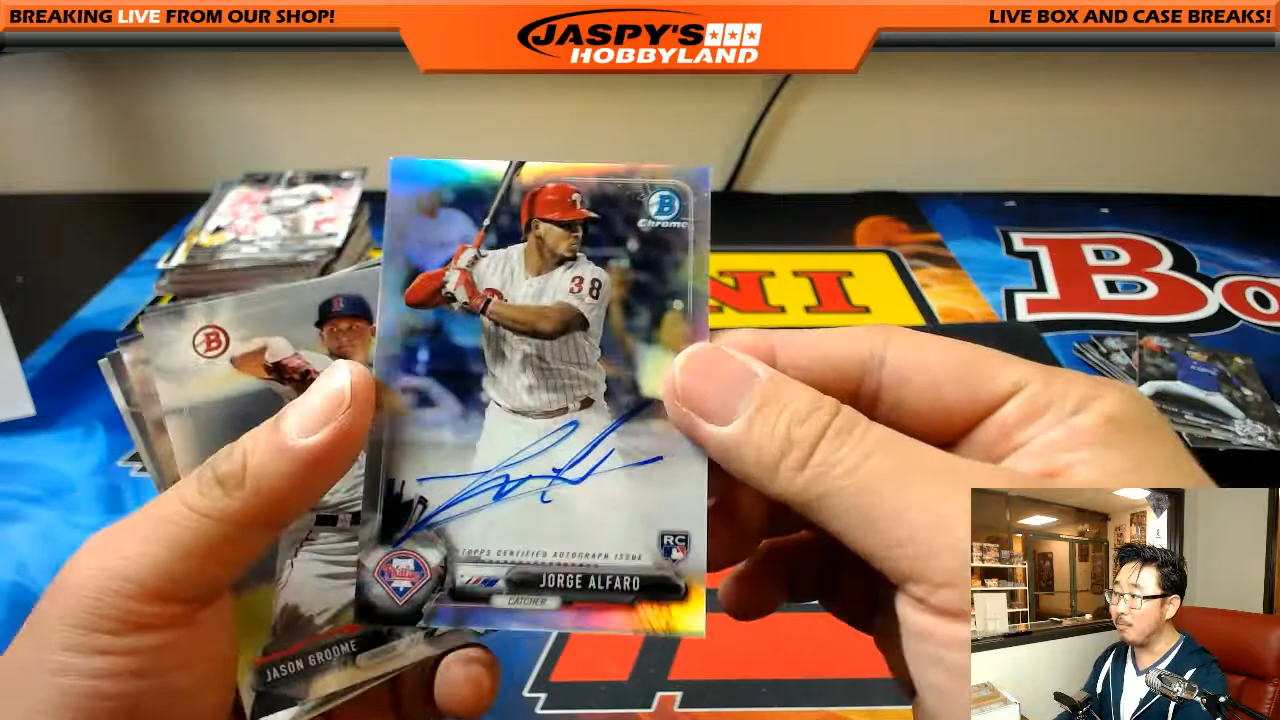 BREAKING LIVE FROM OUR SHOP!
JASPY'S
HOBBYLAND
LIVE BOX AND CASE BREAKS!
B
Chrome
38
B
NI
Bo
TOPPS CERTIFIED AUTOGRAPH ISSUE
RC
Phillies
JORGE ALFARO
CATCHER
JASON GROOME